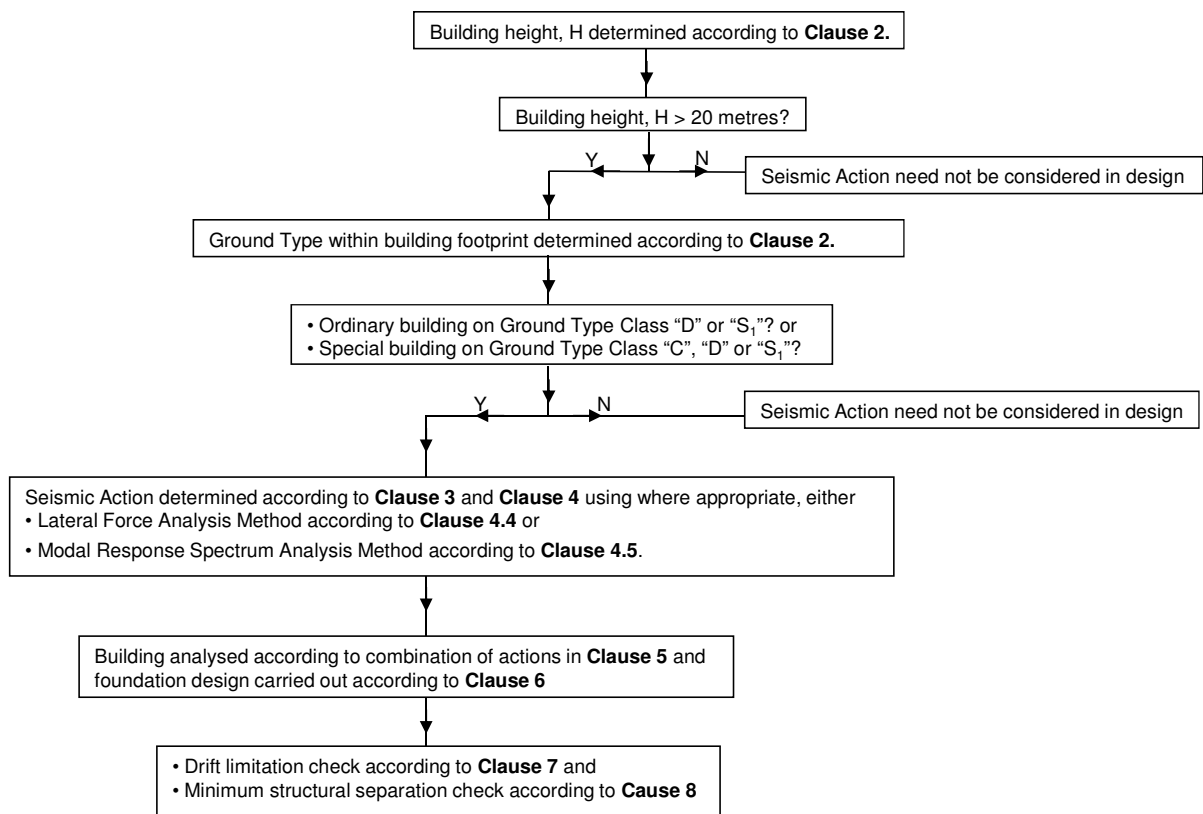 Building height, H determined according to Clause 2.
Building height, H > 20 metres?
Y
N
Seismic Action need not be considered in design
Ground Type within building footprint determined according to Clause 2.
• Ordinary building on Ground Type Class “D” or “S₁”? or
• Special building on Ground Type Class “C”, “D” or “S₁”?
Y
N
Seismic Action need not be considered in design
Seismic Action determined according to Clause 3 and Clause 4 using where appropriate, either
• Lateral Force Analysis Method according to Clause 4.4 or
• Modal Response Spectrum Analysis Method according to Clause 4.5.
Building analysed according to combination of actions in Clause 5 and
foundation design carried out according to Clause 6
• Drift limitation check according to Clause 7 and
• Minimum structural separation check according to Cause 8